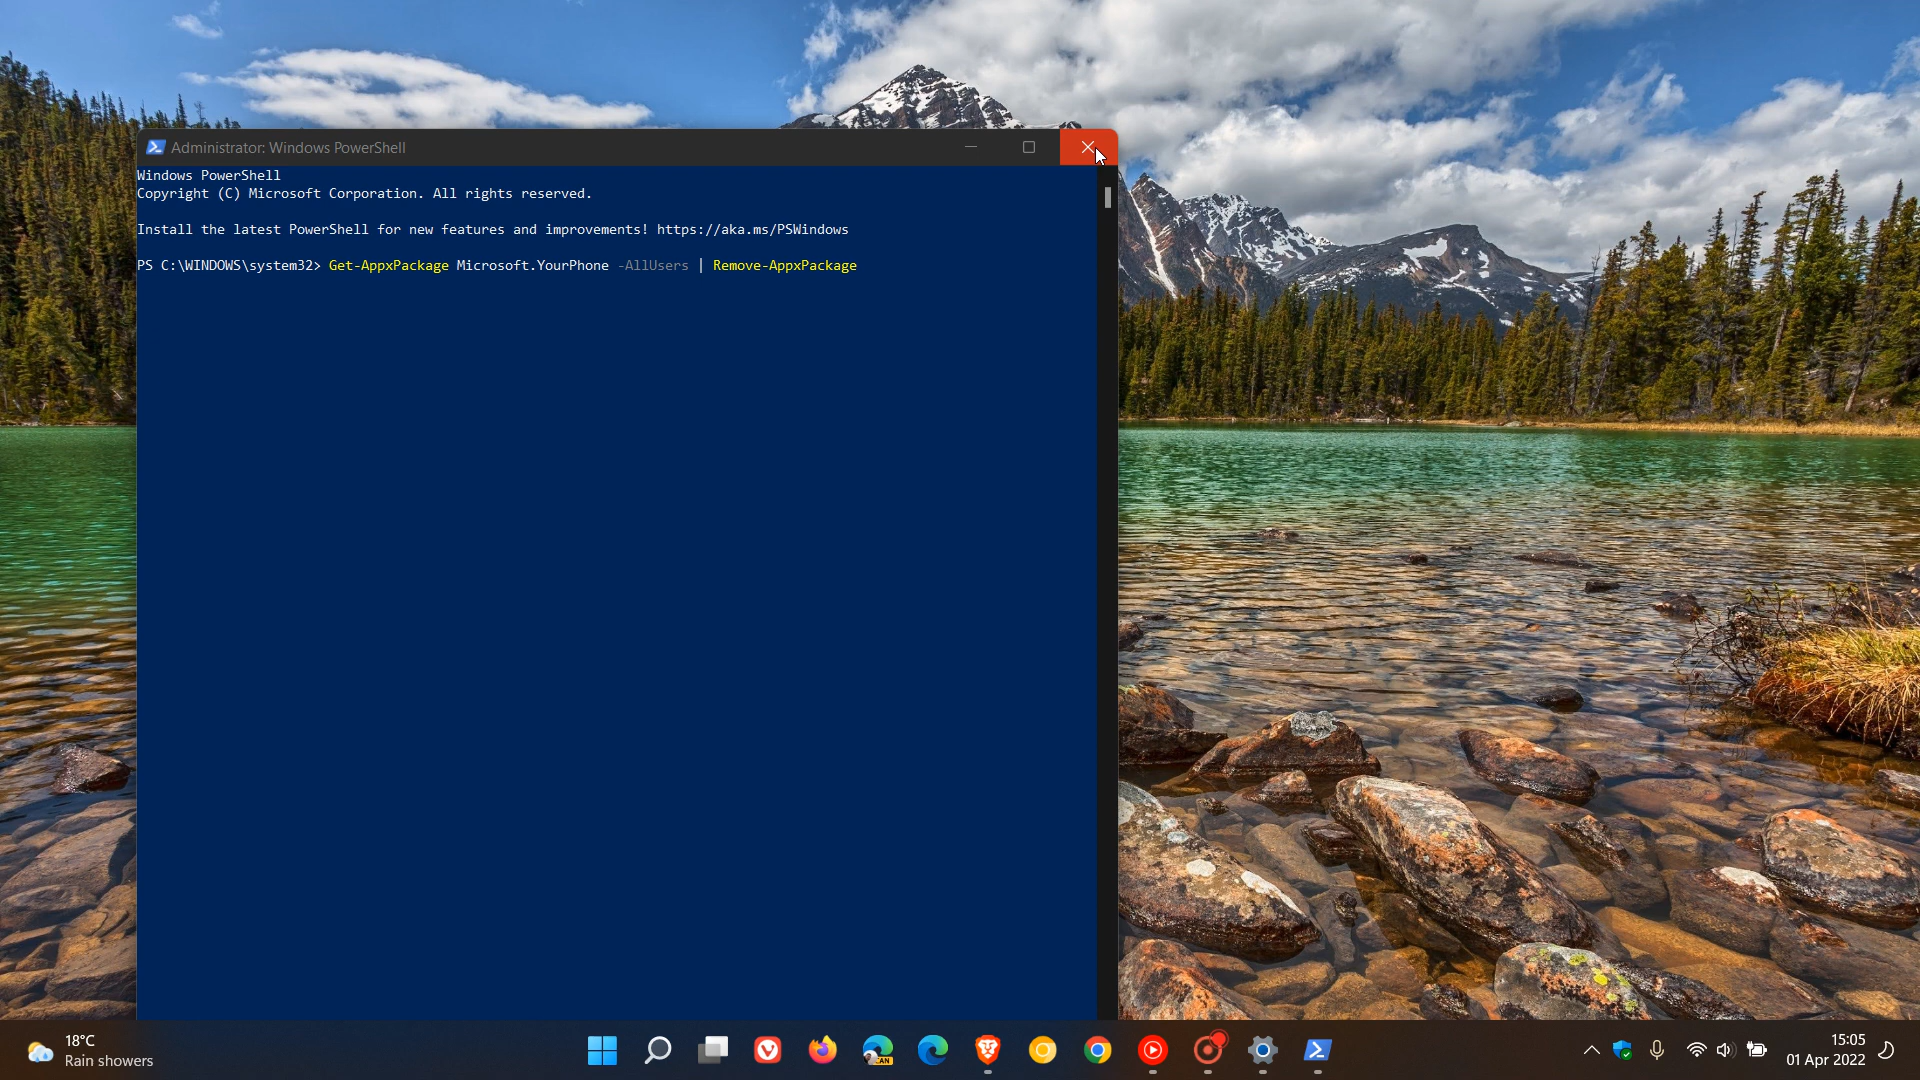 Administrator: Windows PowerShell
Windows PowerShell
Copyright (C) Microsoft Corporation. All rights reserved.
Install the latest PowerShell for new features and improvements! https://aka.ms/PSWindows
PS C:\WINDOWS\system32> Get-AppxPackage Microsoft.YourPhone -AllUsers | Remove-AppxPackage
18°C
Rain showers
CAN
15:05
01 Apr 2022